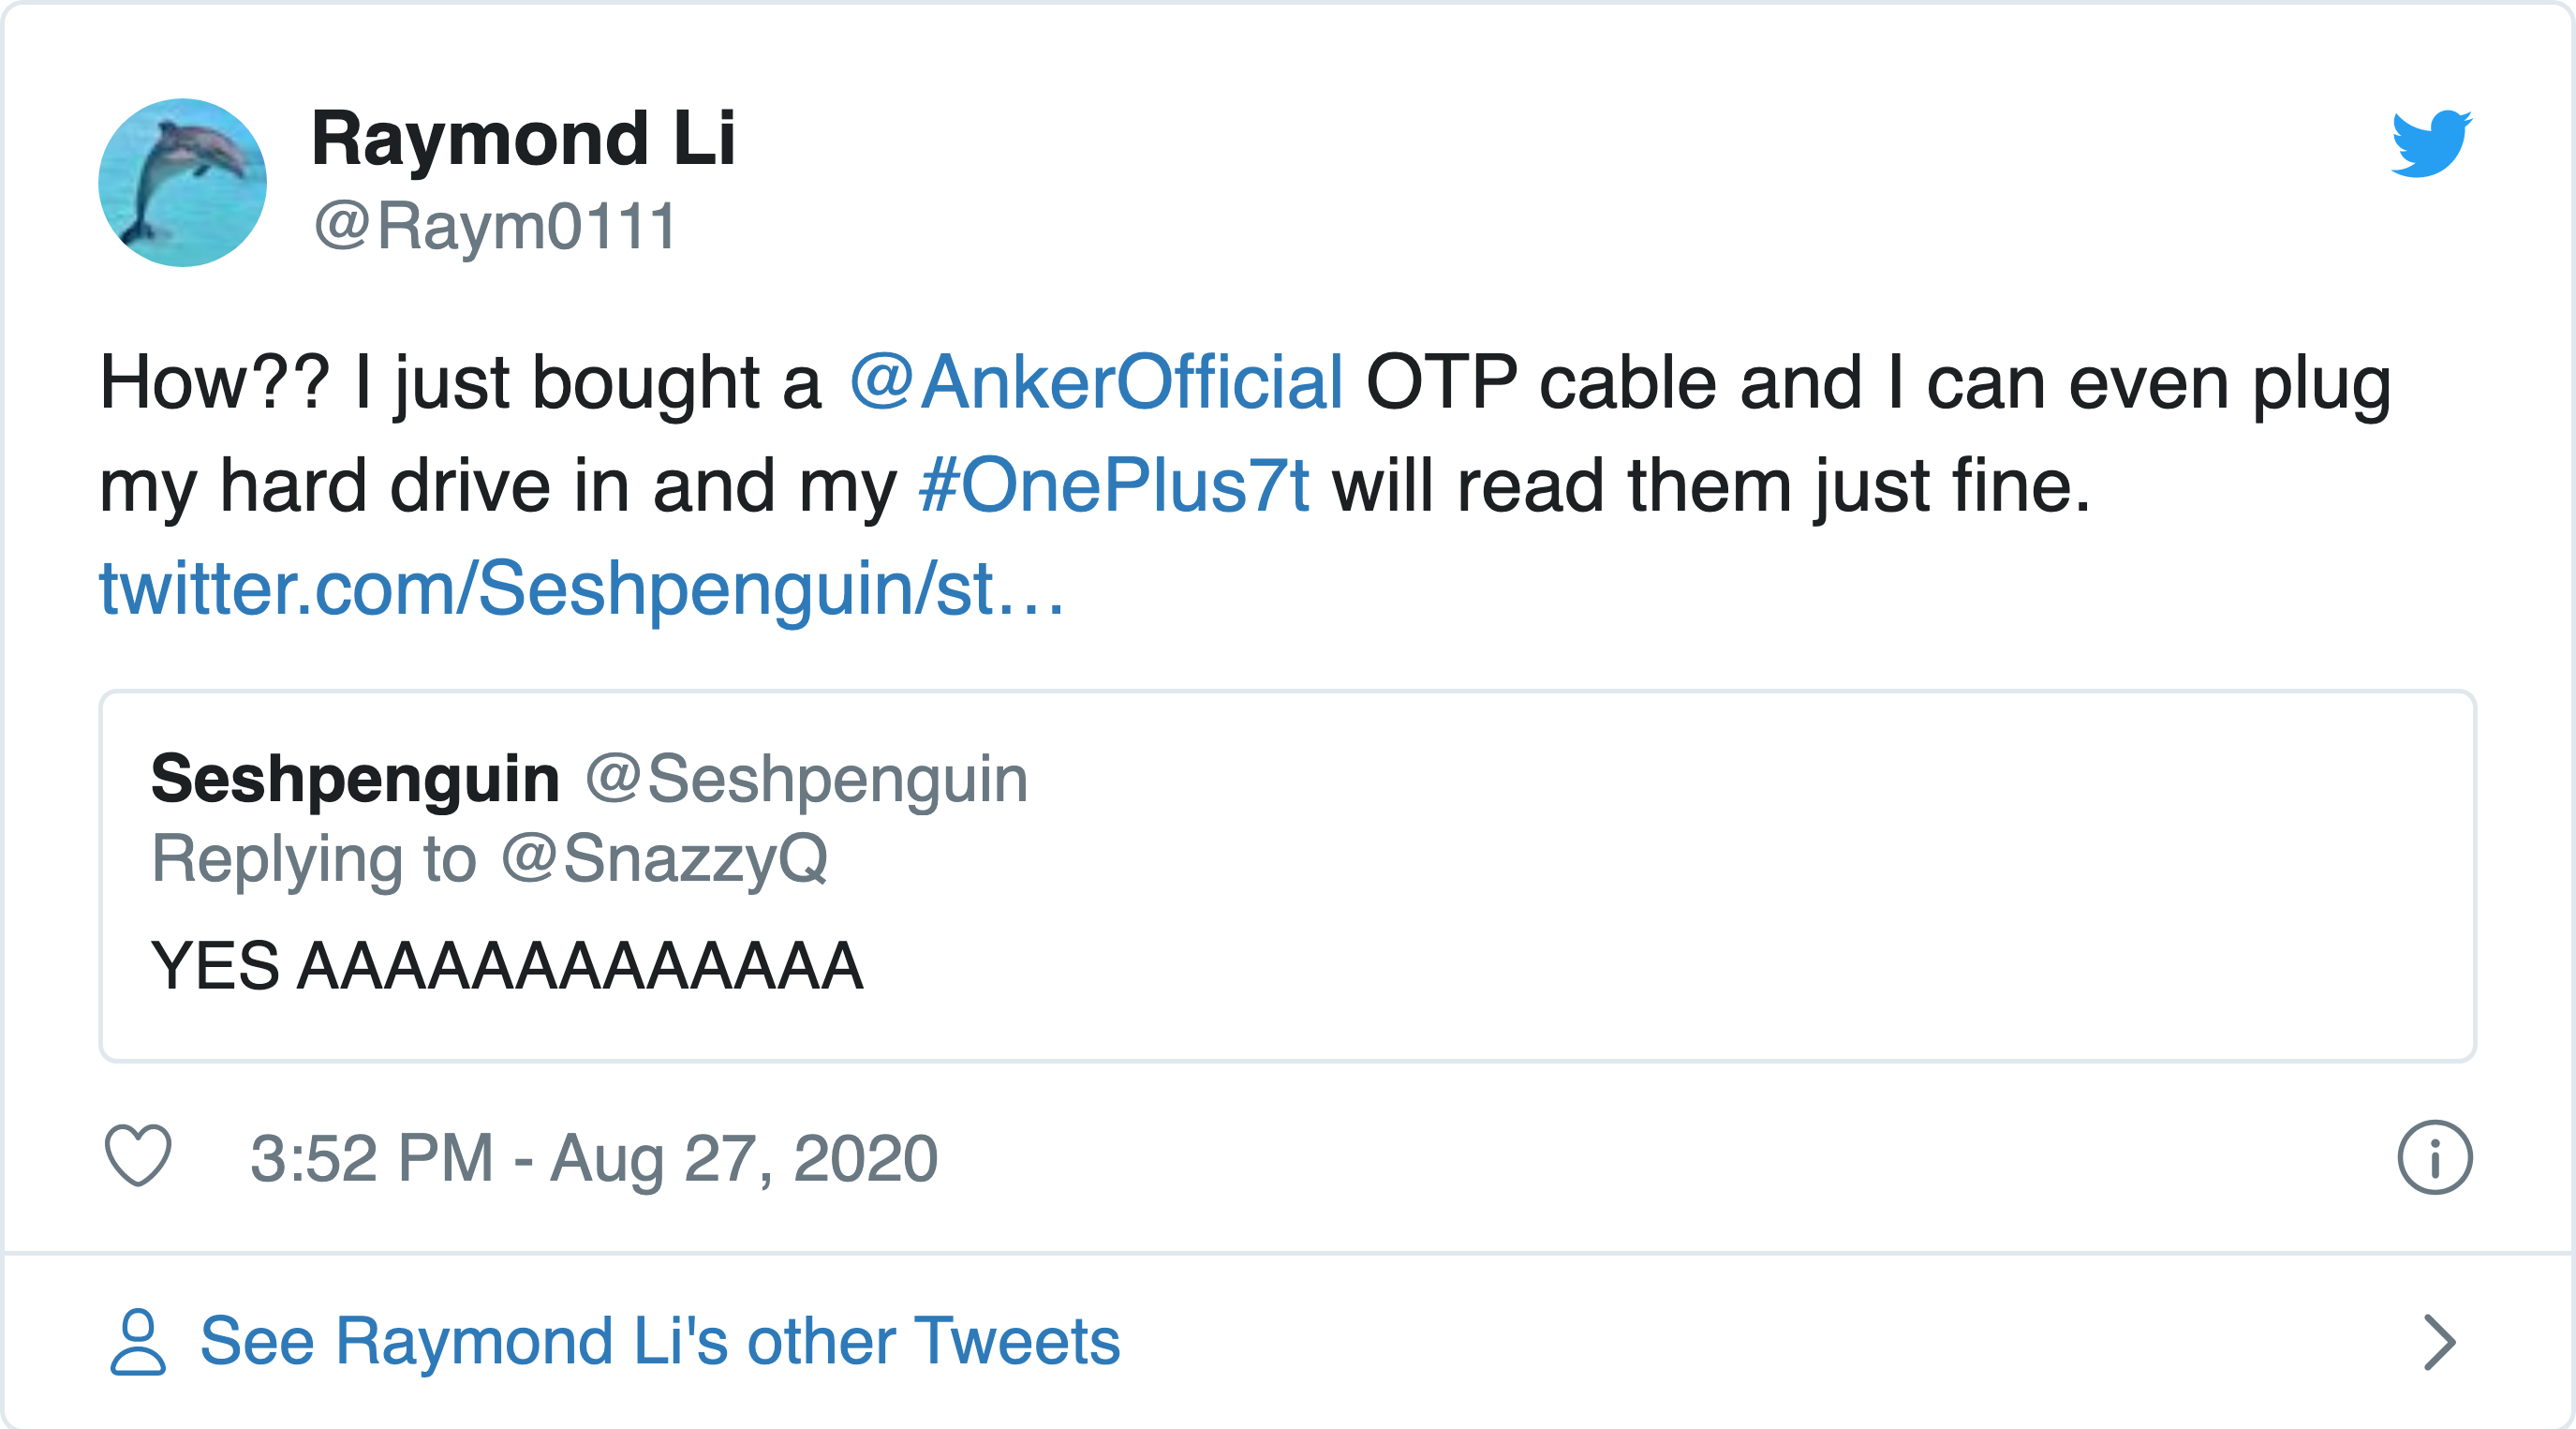 Raymond Li
@Raym0111
How?? I just bought a @AnkerOfficial OTP cable and I can even plug
my hard drive in and my #OnePlus7t will read them just fine.
twitter.com/Seshpenguin/st…
Seshpenguin @Seshpenguin
Replying to @SnazzyQ
YES AAAAAAAAAAAAA
3:52 PM - Aug 27, 2020
See Raymond Li's other Tweets